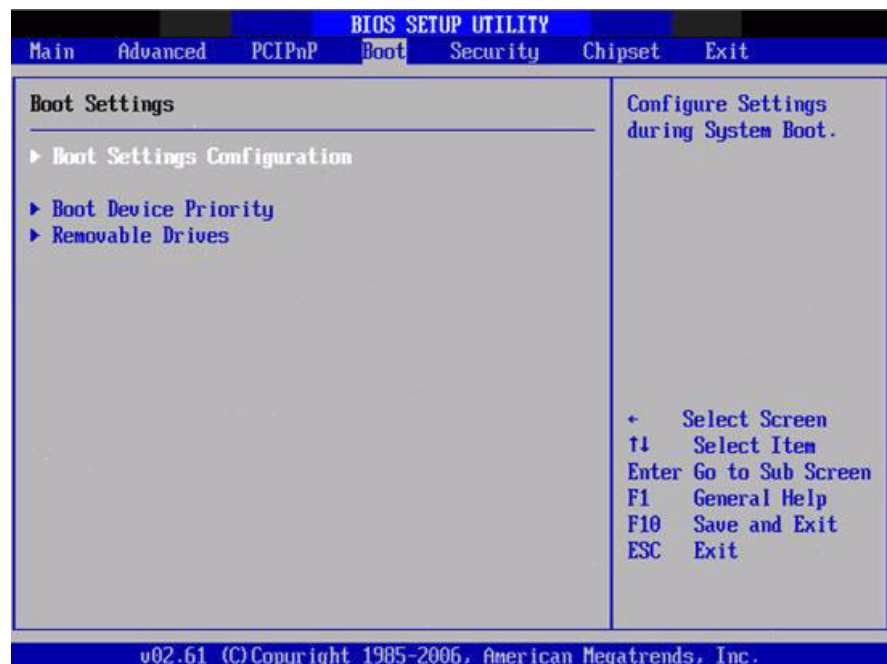 BIOS SETUP UTILITY
Main Advanced PCIPnP Boot Security Chipset Exit
Boot Settings
▶ Boot Settings Configuration
▶ Boot Device Priority
▶ Removable Drives
Configure Settings
during System Boot.
← Select Screen
↑↓ Select Item
Enter Go to Sub Screen
F1 General Help
F10 Save and Exit
ESC Exit
v02.61 (C)Copyright 1985-2006, American Megatrends, Inc.